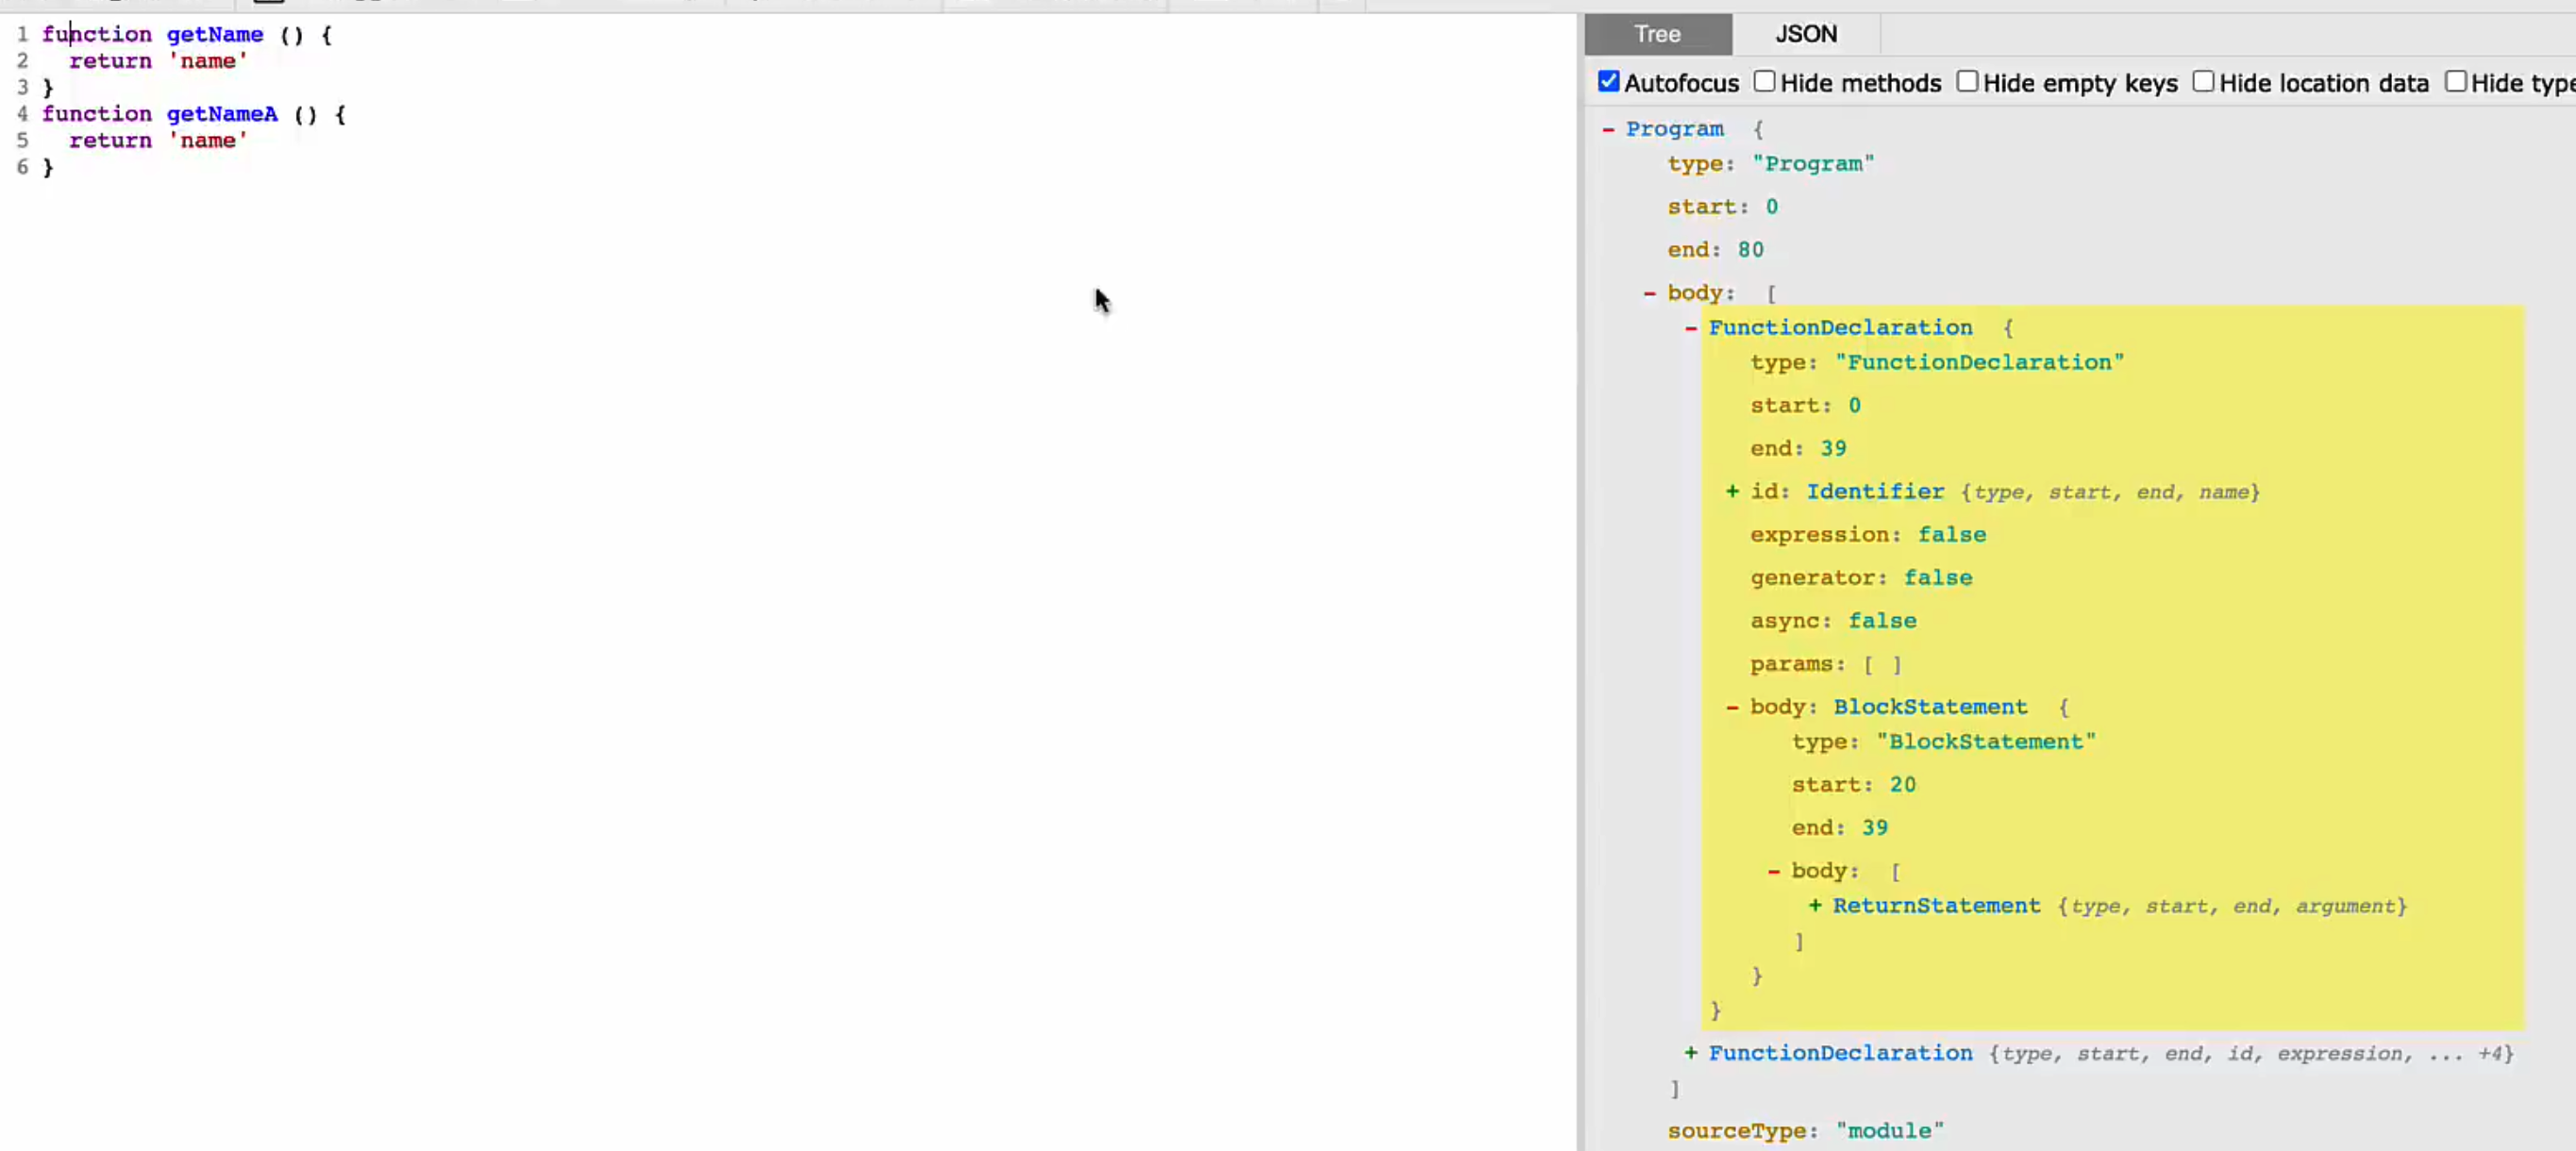 1 function getName () {
2   return 'name'
3 }
4 function getNameA () {
5   return 'name'
6 }
Tree JSON
Autofocus Hide methods Hide empty keys Hide location data Hide type
- Program {
type: "Program"
start: 0
end: 80
- body: [
- FunctionDeclaration {
type: "FunctionDeclaration"
start: 0
end: 39
+ id: Identifier {type, start, end, name}
expression: false
generator: false
async: false
params: [ ]
- body: BlockStatement {
type: "BlockStatement"
start: 20
end: 39
- body: [
+ ReturnStatement {type, start, end, argument}
]
}
}
+ FunctionDeclaration {type, start, end, id, expression, ... +4}
]
sourceType: "module"